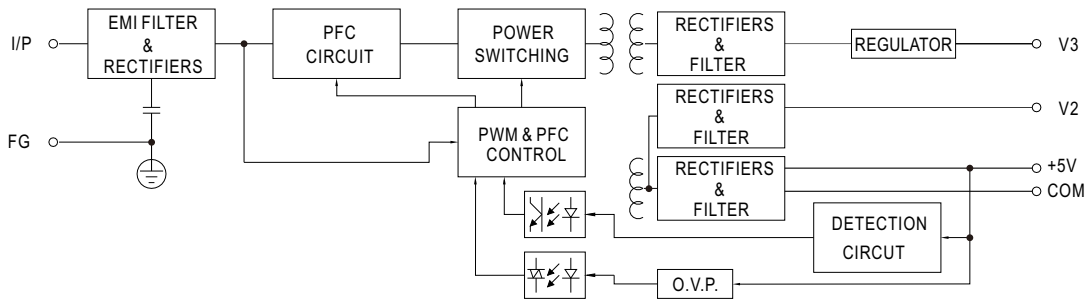 I/P
EMI FILTER
&
RECTIFIERS
PFC
CIRCUIT
POWER
SWITCHING
RECTIFIERS
&
FILTER
REGULATOR
V3
FG
PWM & PFC
CONTROL
RECTIFIERS
&
FILTER
V2
RECTIFIERS
&
FILTER
+5V
COM
DETECTION
CIRCUT
O.V.P.